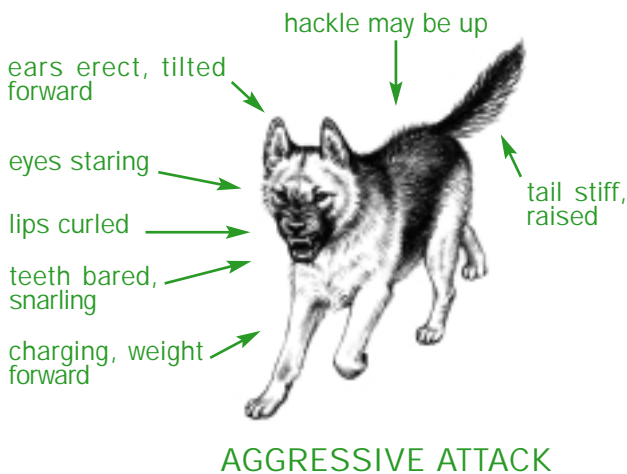 hackle may be up
ears erect, tilted
forward
eyes staring
lips curled
teeth bared,
snarling
charging, weight
forward
tail stiff,
raised
AGGRESSIVE ATTACK